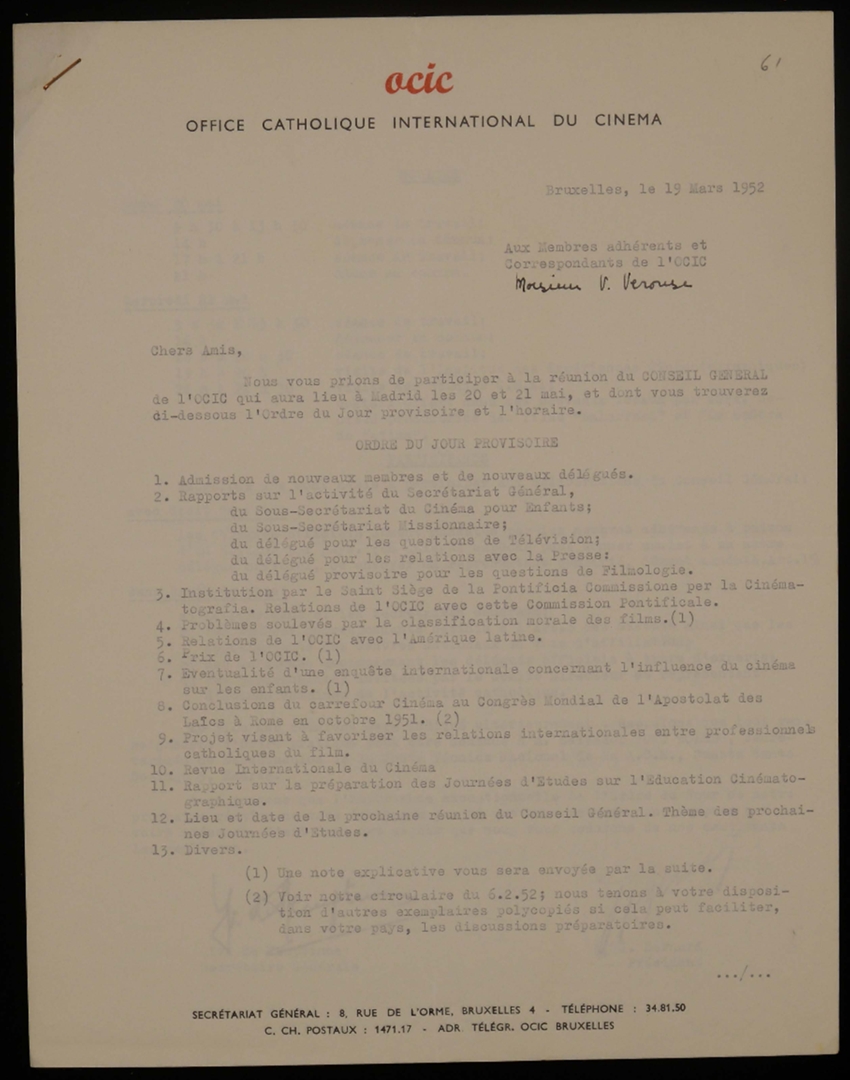 61
ocic
OFFICE CATHOLIQUE INTERNATIONAL DU CINEMA
Bruxelles, le 19 Mars 1952
Aux Membres adhérents et
Correspondants de l'OCIC
Monsieur V. Verouse
Chers Amis,
Nous vous prions de participer à la réunion du CONSEIL GENERAL
de l'OCIC qui aura lieu à Madrid les 20 et 21 mai, et dont vous trouverez
ci-dessous l'Ordre du Jour provisoire et l'horaire.
ORDRE DU JOUR PROVISOIRE
1. Admission de nouveaux membres et de nouveaux délégués.
2. Rapports sur l'activité du Secrétariat Général,
du Sous-Secrétariat du Cinéma pour Enfants;
du Sous-Secrétariat Missionnaire;
du délégué pour les questions de Télévision;
du délégué pour les relations avec la Presse:
du délégué provisoire pour les questions de Filmologie.
3. Institution par le Saint Siège de la Pontificia Commissione per la Cinéma-
tografia. Relations de l'OCIC avec cette Commission Pontificale.
4. Problèmes soulevés par la classification morale des films.(1)
5. Relations de l'OCIC avec l'Amérique latine.
6. Prix de l'OCIC. (1)
7. Eventualité d'une enquête internationale concernant l'influence du cinéma
sur les enfants. (1)
8. Conclusions du carrefour Cinéma au Congrès Mondial de l'Apostolat des
Laïcs à Rome en octobre 1951. (2)
9. Projet visant à favoriser les relations internationales entre professionnels
catholiques du film.
10. Revue Internationale du Cinéma
11. Rapport sur la préparation des Journées d'Etudes sur l'Education Cinémato-
graphique.
12. Lieu et date de la prochaine réunion du Conseil Général. Thème des prochai-
nes Journées d'Etudes.
13. Divers.
(1) Une note explicative vous sera envoyée par la suite.
(2) Voir notre circulaire du 6.2.52; nous tenons à votre disposi-
tion d'autres exemplaires polycopiés si cela peut faciliter,
dans votre pays, les discussions préparatoires.
.../...
SECRÉTARIAT GÉNÉRAL : 8, RUE DE L'ORME, BRUXELLES 4 - TÉLÉPHONE : 34.81.50
C. CH. POSTAUX : 1471.17 - ADR. TÉLÉGR. OCIC BRUXELLES